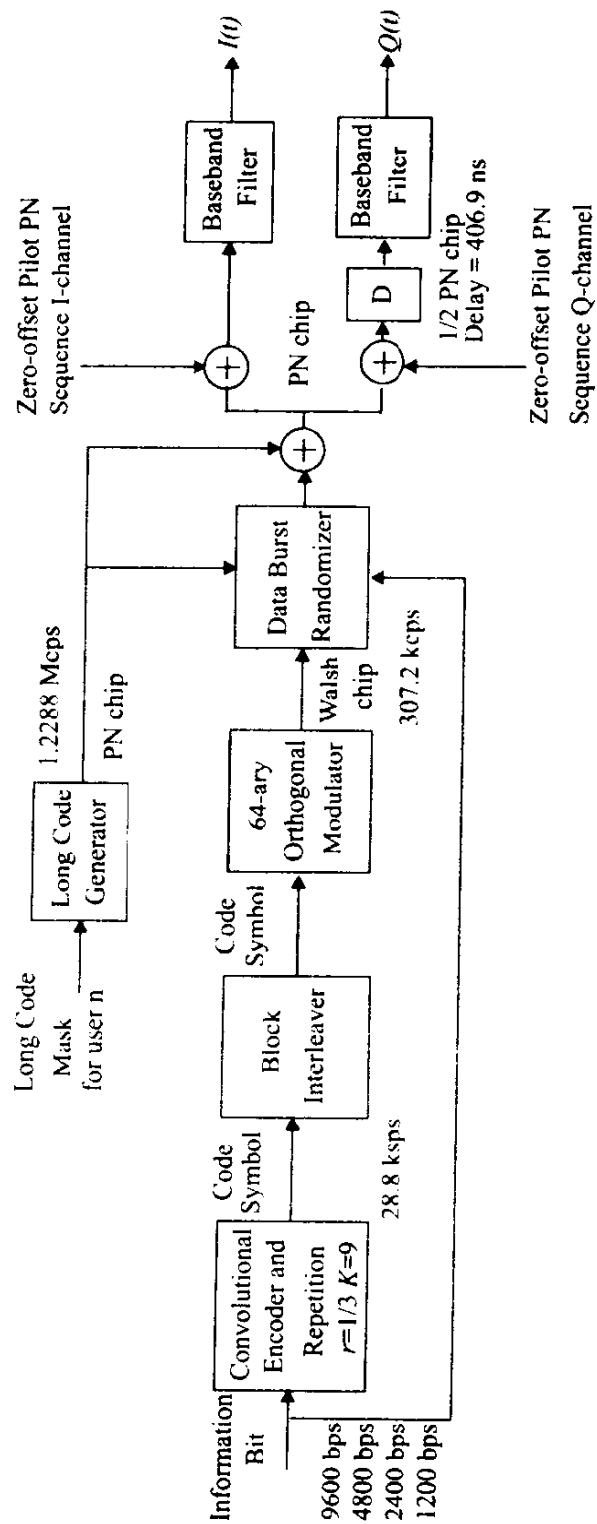 Information
Bit
9600 bps
4800 bps
2400 bps
1200 bps
Convolutional
Encoder and
Repetition
r=1/3 K=9
Code
Symbol
28.8 ksps
Block
Interleaver
Code
Symbol
64-ary
Orthogonal
Modulator
Walsh
chip
307.2 kcps
Data Burst
Randomizer
Long Code
Mask
for user n
Long Code
Generator
1.2288 Mcps
PN chip
+
Zero-offset Pilot PN
Sequence I-channel
+
PN chip
+
Zero-offset Pilot PN
Sequence Q-channel
D
1/2 PN chip
Delay = 406.9 ns
Baseband
Filter
I(t)
Baseband
Filter
Q(t)